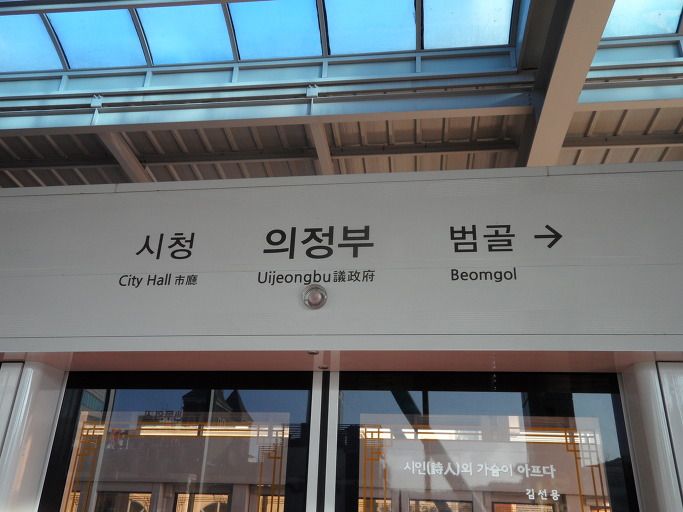 시청 의정부 범골 →
City Hall 市廳 Uijeongbu 議政府 Beomgol
시인(詩人)의 가슴이 아프다
김선용